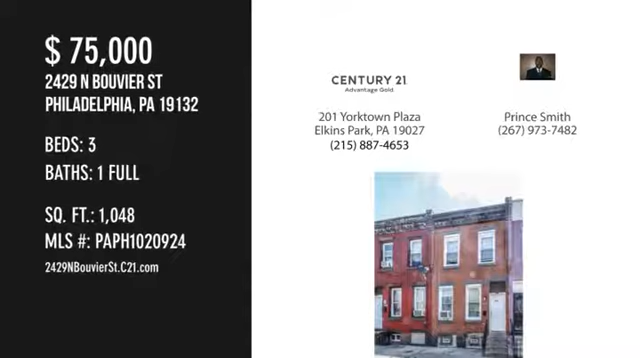 $ 75,000
2429 N BOUVIER ST
PHILADELPHIA, PA 19132
BEDS: 3
BATHS: 1 FULL
SQ. FT.: 1,048
MLS #: PAPH1020924
2429NBouvierSt.C21.com
CENTURY 21
Advantage Gold
201 Yorktown Plaza
Elkins Park, PA 19027
(215) 887-4653
Prince Smith
(267) 973-7482